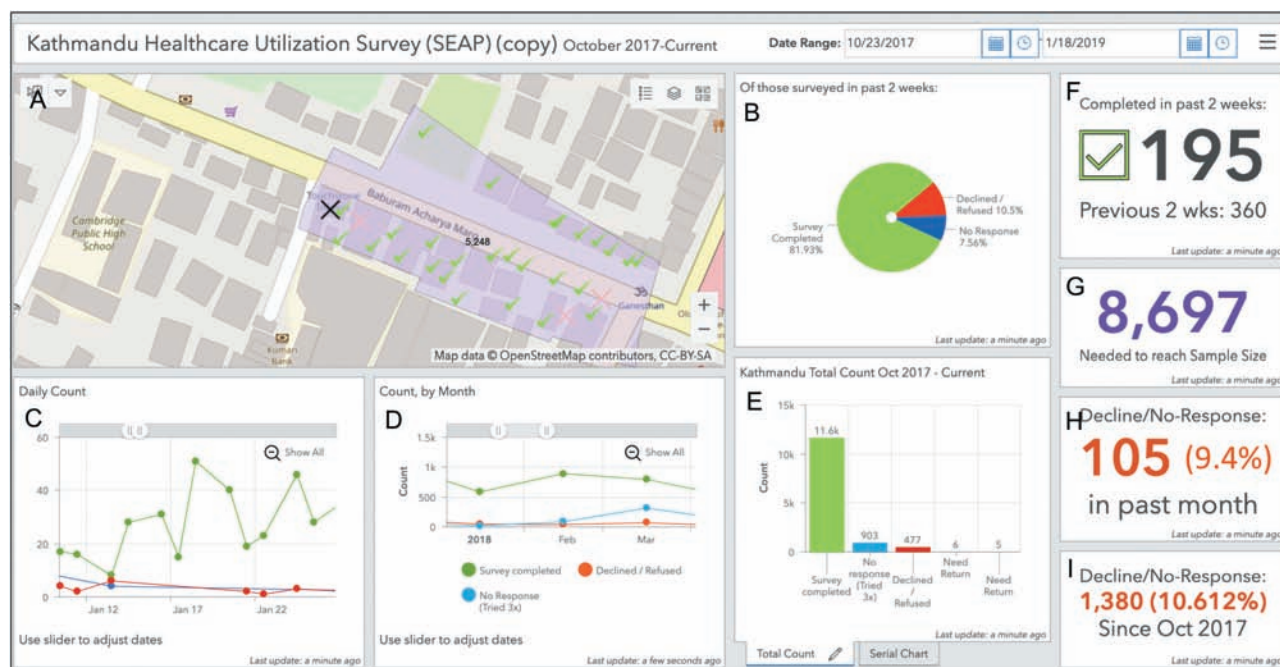 Kathmandu Healthcare Utilization Survey (SEAP) (copy) October 2017-Current
Date Range: 10/23/2017 - 1/18/2019
A
Cambridge
Public High
School
Baburam Acharya Marg
5,248
Ganesthan
Kumari
Bank
+
−
Map data © OpenStreetMap contributors, CC-BY-SA
Of those surveyed in past 2 weeks:
B
Declined /
Refused 10.5%
No Response
7.56%
Survey
Completed
81.93%
Last update: a minute ago
F
Completed in past 2 weeks:
195
Previous 2 wks: 360
Last update: a minute ago
G
8,697
Needed to reach Sample Size
Last update: a minute ago
Daily Count
C
60
Show All
40
20
0
Jan 12
Jan 17
Jan 22
Use slider to adjust dates
Last update: a minute ago
Count, by Month
D
1.5k
Show All
1k
500
0
Count
2018
Feb
Mar
Survey completed
Declined / Refused
No Response
(Tried 3x)
Use slider to adjust dates
Last update: a few seconds ago
Kathmandu Total Count Oct 2017 - Current
E
15k
10k
5k
0
Count
11.6k
903
477
6
5
Survey
completed
No
response
(Tried
3x)
Declined
/
Refused
Need
Return
Need
Return
Last update: a minute ago
Total Count
Serial Chart
H
Decline/No-Response:
105 (9.4%)
in past month
Last update: a minute ago
I
Decline/No-Response:
1,380 (10.612%)
Since Oct 2017
Last update: a minute ago